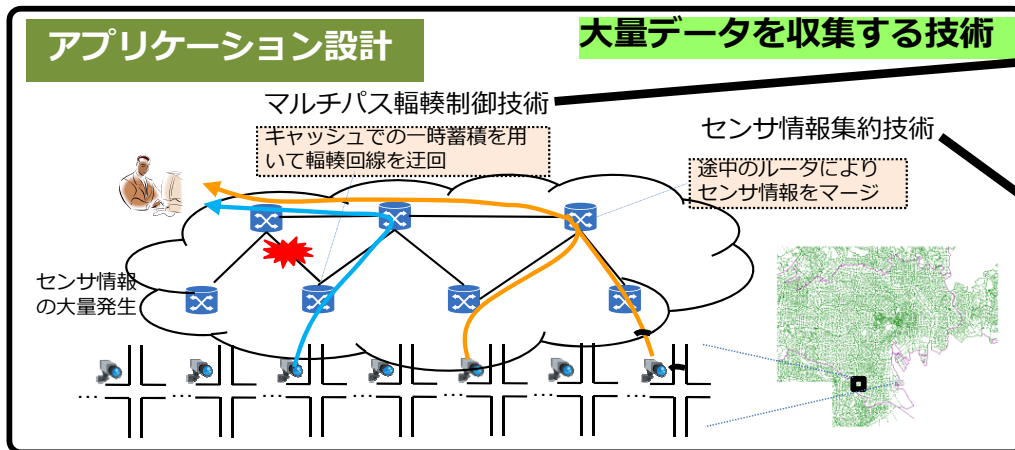 アプリケーション設計
大量データを収集する技術
マルチパス輻輳制御技術
キャッシュでの一時蓄積を用
いて輻輳回線を迂回
センサ情報集約技術
途中のルータにより
センサ情報をマージ
センサ情報
の大量発生
… … … … … … …